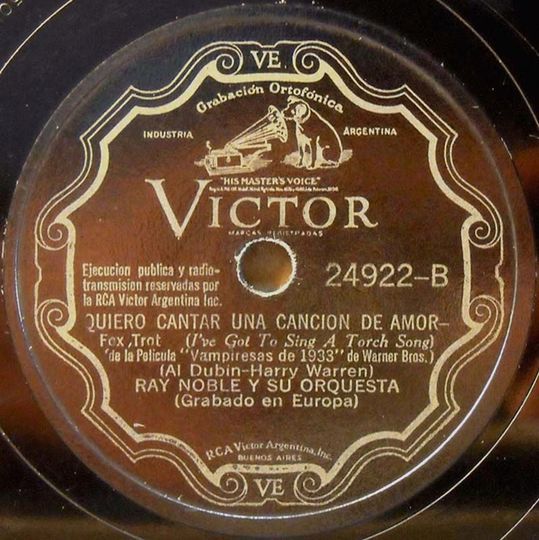 VE.
Grabación Ortofónica
INDUSTRIA ARGENTINA
"HIS MASTER'S VOICE"
VICTOR
MARCAS REGISTRADAS
Ejecucion publica y radio-
transmision reservadas por
la RCA Victor Argentina Inc.
24922-B
QUIERO CANTAR UNA CANCION DE AMOR-
Fox Trot (I've Got To Sing A Torch Song)
(de la Pelicula "Vampiresas de 1933" de Warner Bros.)
(Al Dubin-Harry Warren)
RAY NOBLE Y SU ORQUESTA
(Grabado en Europa)
RCA Victor Argentina, Inc.
BUENOS AIRES
VE